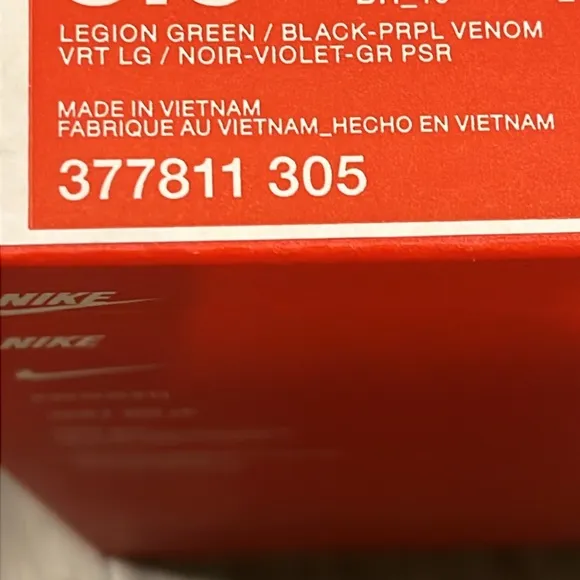 LEGION GREEN / BLACK-PRPL VENOM
VRT LG / NOIR-VIOLET-GR PSR
MADE IN VIETNAM
FABRIQUE AU VIETNAM_HECHO EN VIETNAM
377811 305
NIKE
NIKE